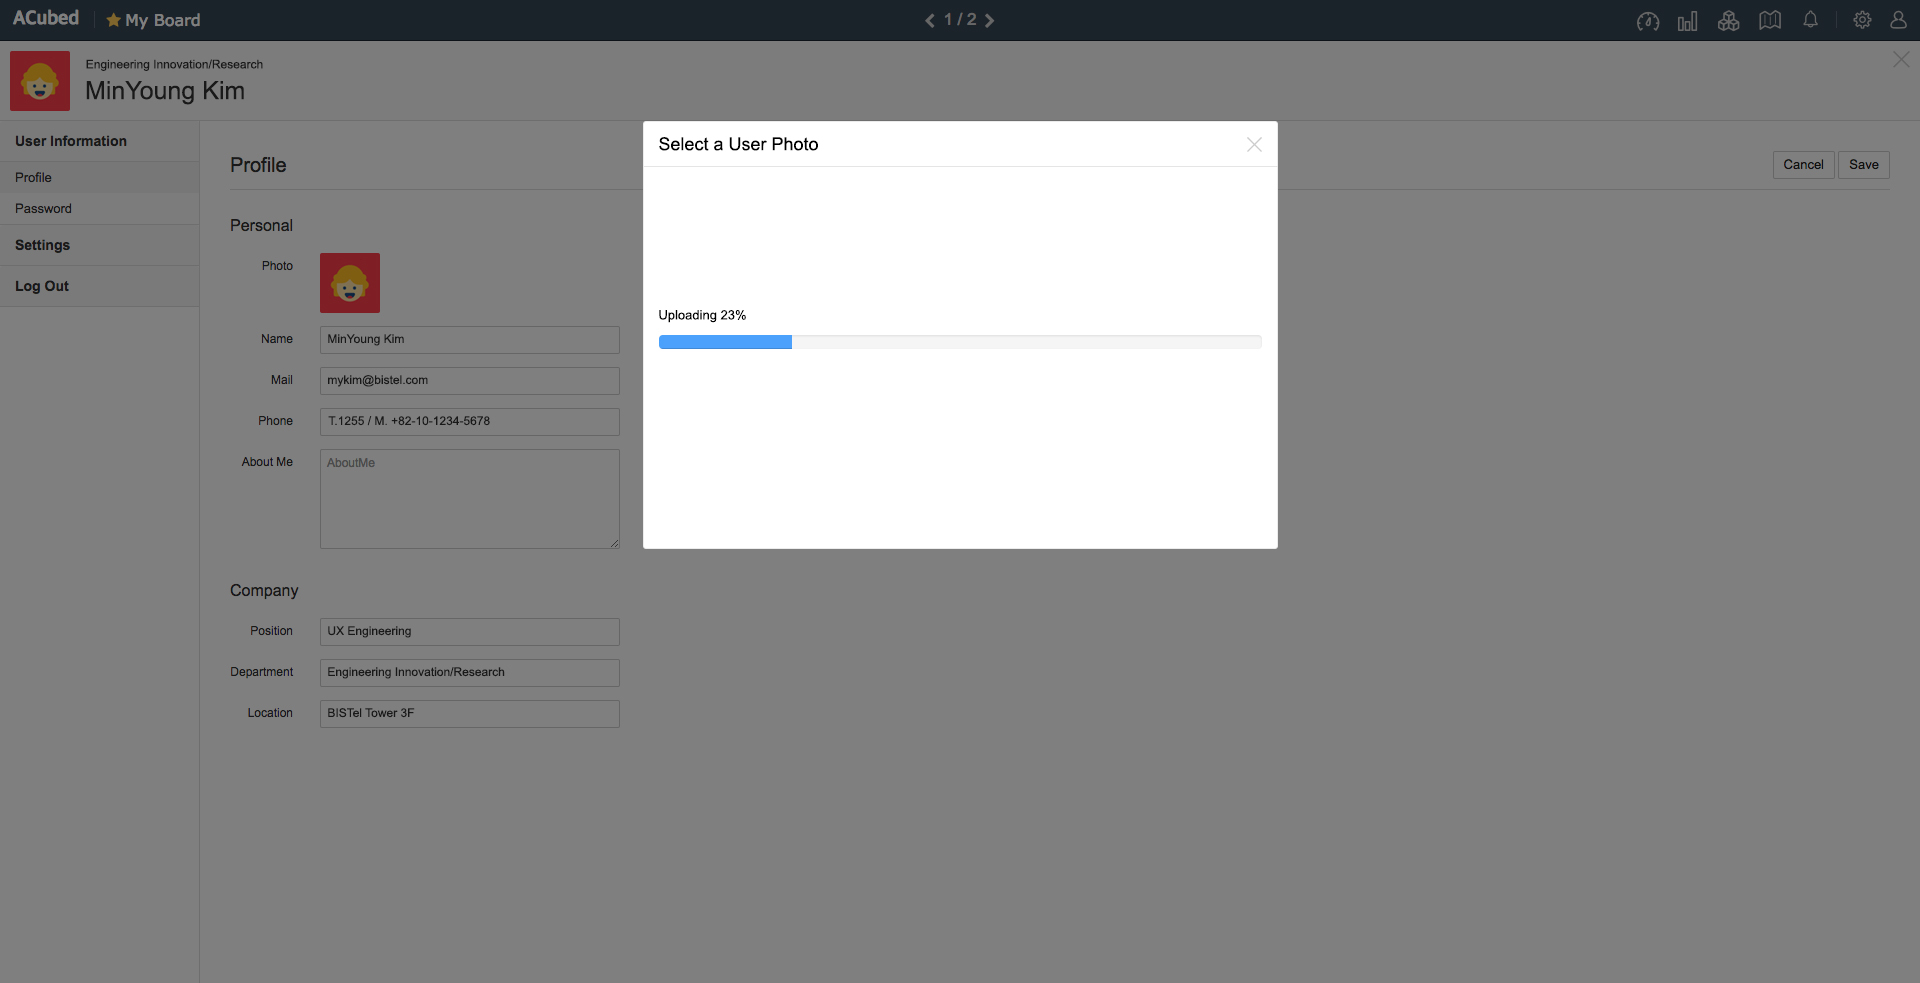 ACubed
My Board
1 / 2
Engineering Innovation/Research
MinYoung Kim
User Information
Profile
Password
Settings
Log Out
Profile
Cancel
Save
Personal
Photo
Name
MinYoung Kim
Mail
mykim@bistel.com
Phone
T.1255 / M. +82-10-1234-5678
About Me
AboutMe
Company
Position
UX Engineering
Department
Engineering Innovation/Research
Location
BISTel Tower 3F
Select a User Photo
Uploading 23%